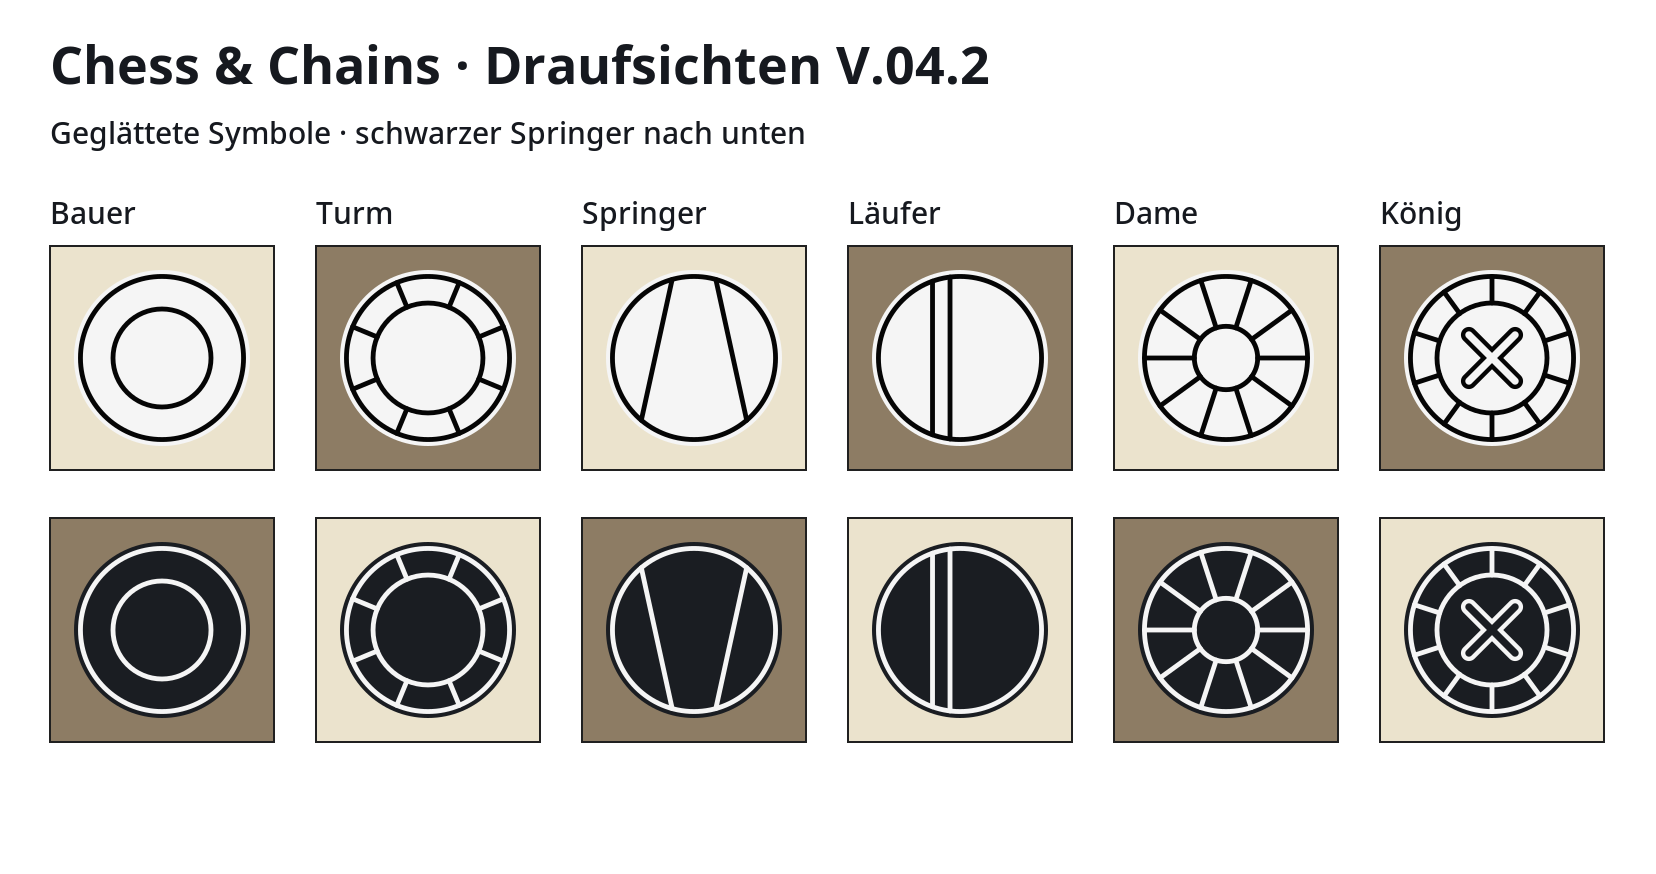 Chess & Chains · Draufsichten V.04.2
Geglättete Symbole · schwarzer Springer nach unten
Bauer Turm Springer Läufer Dame König